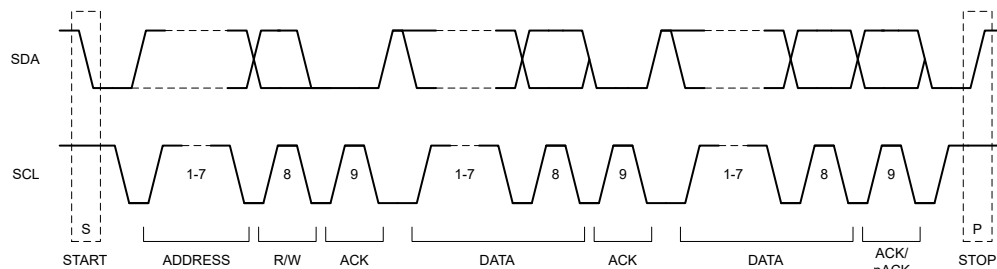 SDA
SCL
1-7 8 9 1-7 8 9 1-7 8 9
S P
START ADDRESS R/W ACK DATA ACK DATA ACK/
STOP